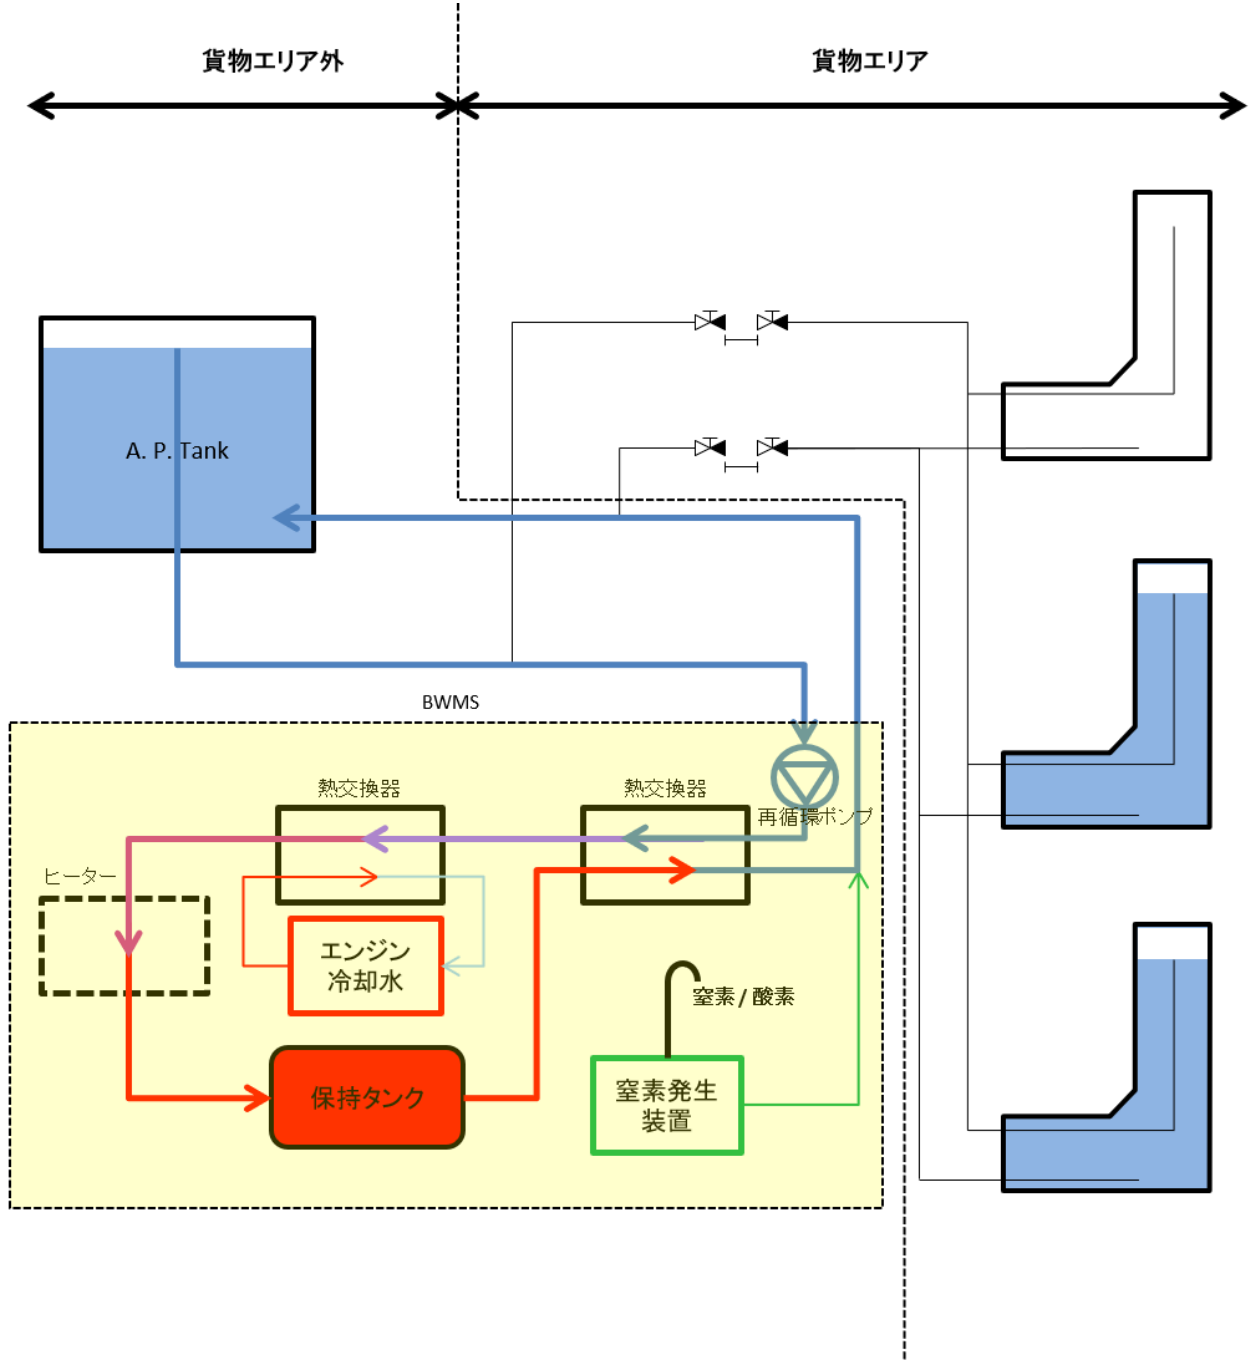 貨物エリア外
貨物エリア
A. P. Tank
BWMS
熱交換器
熱交換器
再循環ポンプ
ヒーター
エンジン
冷却水
窒素 / 酸素
保持タンク
窒素発生
装置